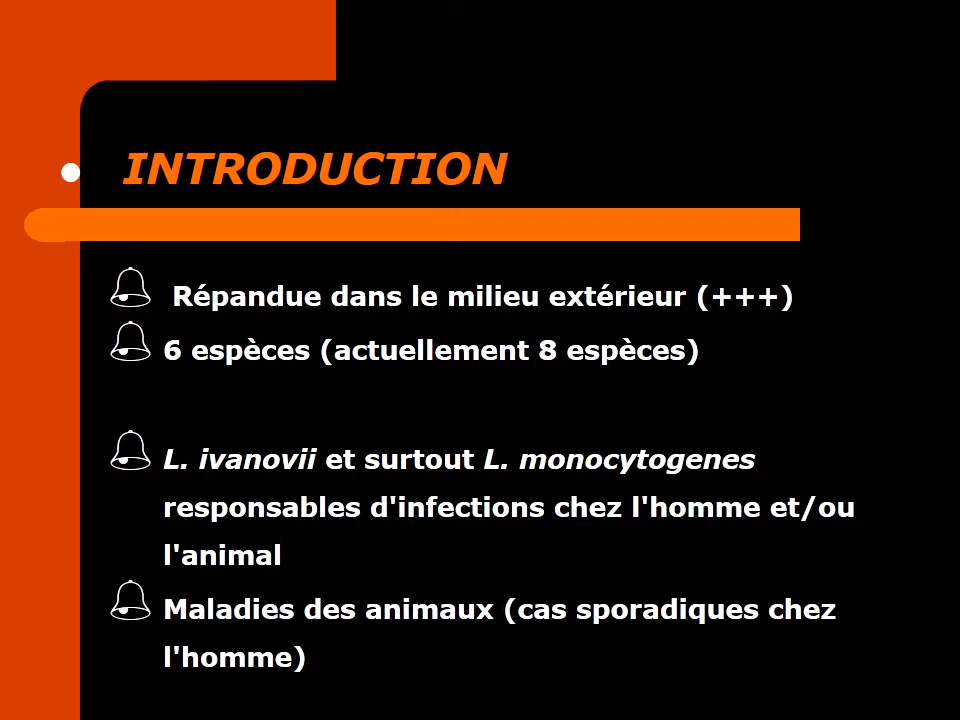 INTRODUCTION
Répandue dans le milieu extérieur (+++)
6 espèces (actuellement 8 espèces)
L. ivanovii et surtout L. monocytogenes
responsables d'infections chez l'homme et/ou
l'animal
Maladies des animaux (cas sporadiques chez
l'homme)